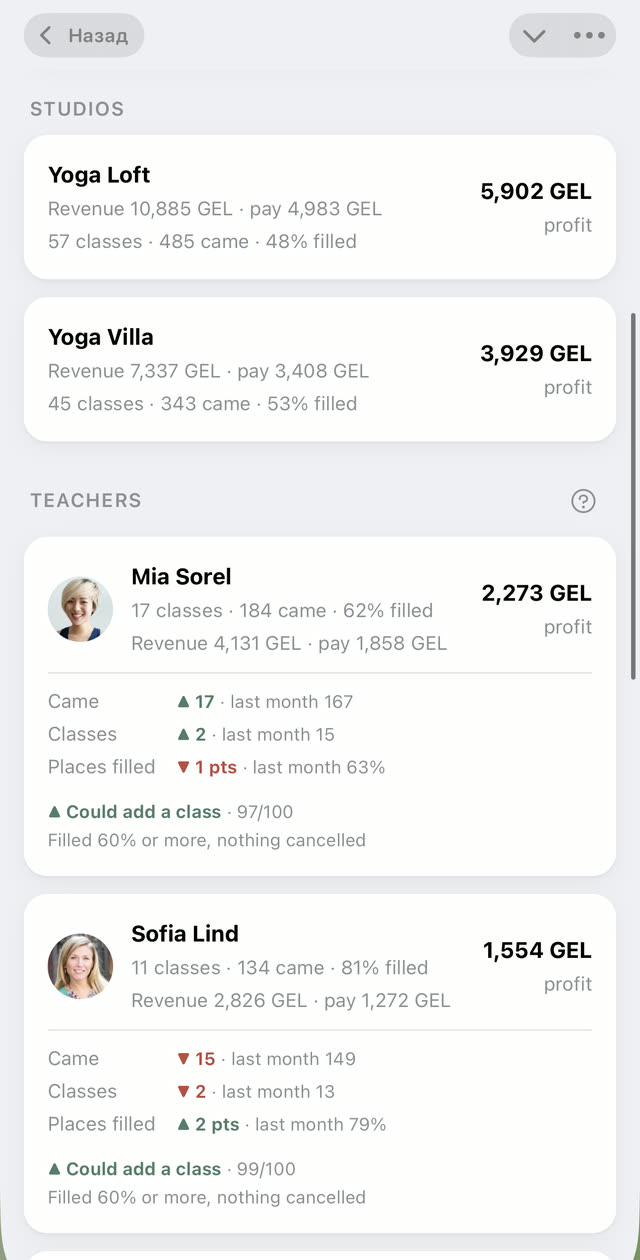 Назад
STUDIOS
Yoga Loft
Revenue 10,885 GEL · pay 4,983 GEL
57 classes · 485 came · 48% filled
5,902 GEL
profit
Yoga Villa
Revenue 7,337 GEL · pay 3,408 GEL
45 classes · 343 came · 53% filled
3,929 GEL
profit
TEACHERS
?
Mia Sorel
17 classes · 184 came · 62% filled
Revenue 4,131 GEL · pay 1,858 GEL
2,273 GEL
profit
Came ▲ 17 · last month 167
Classes ▲ 2 · last month 15
Places filled ▼ 1 pts · last month 63%
▲ Could add a class · 97/100
Filled 60% or more, nothing cancelled
Sofia Lind
11 classes · 134 came · 81% filled
Revenue 2,826 GEL · pay 1,272 GEL
1,554 GEL
profit
Came ▼ 15 · last month 149
Classes ▼ 2 · last month 13
Places filled ▲ 2 pts · last month 79%
▲ Could add a class · 99/100
Filled 60% or more, nothing cancelled